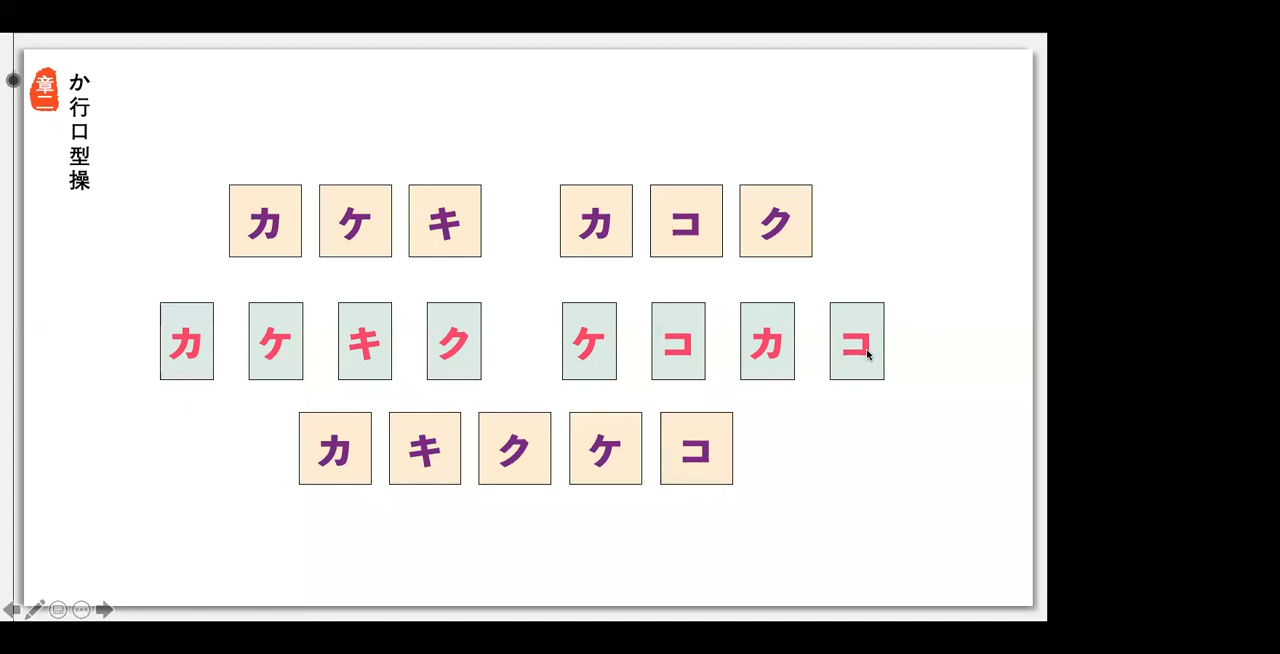 章二
か行口型操
カ ケ キ カ コ ク
カ ケ キ ク ケ コ カ コ
カ キ ク ケ コ